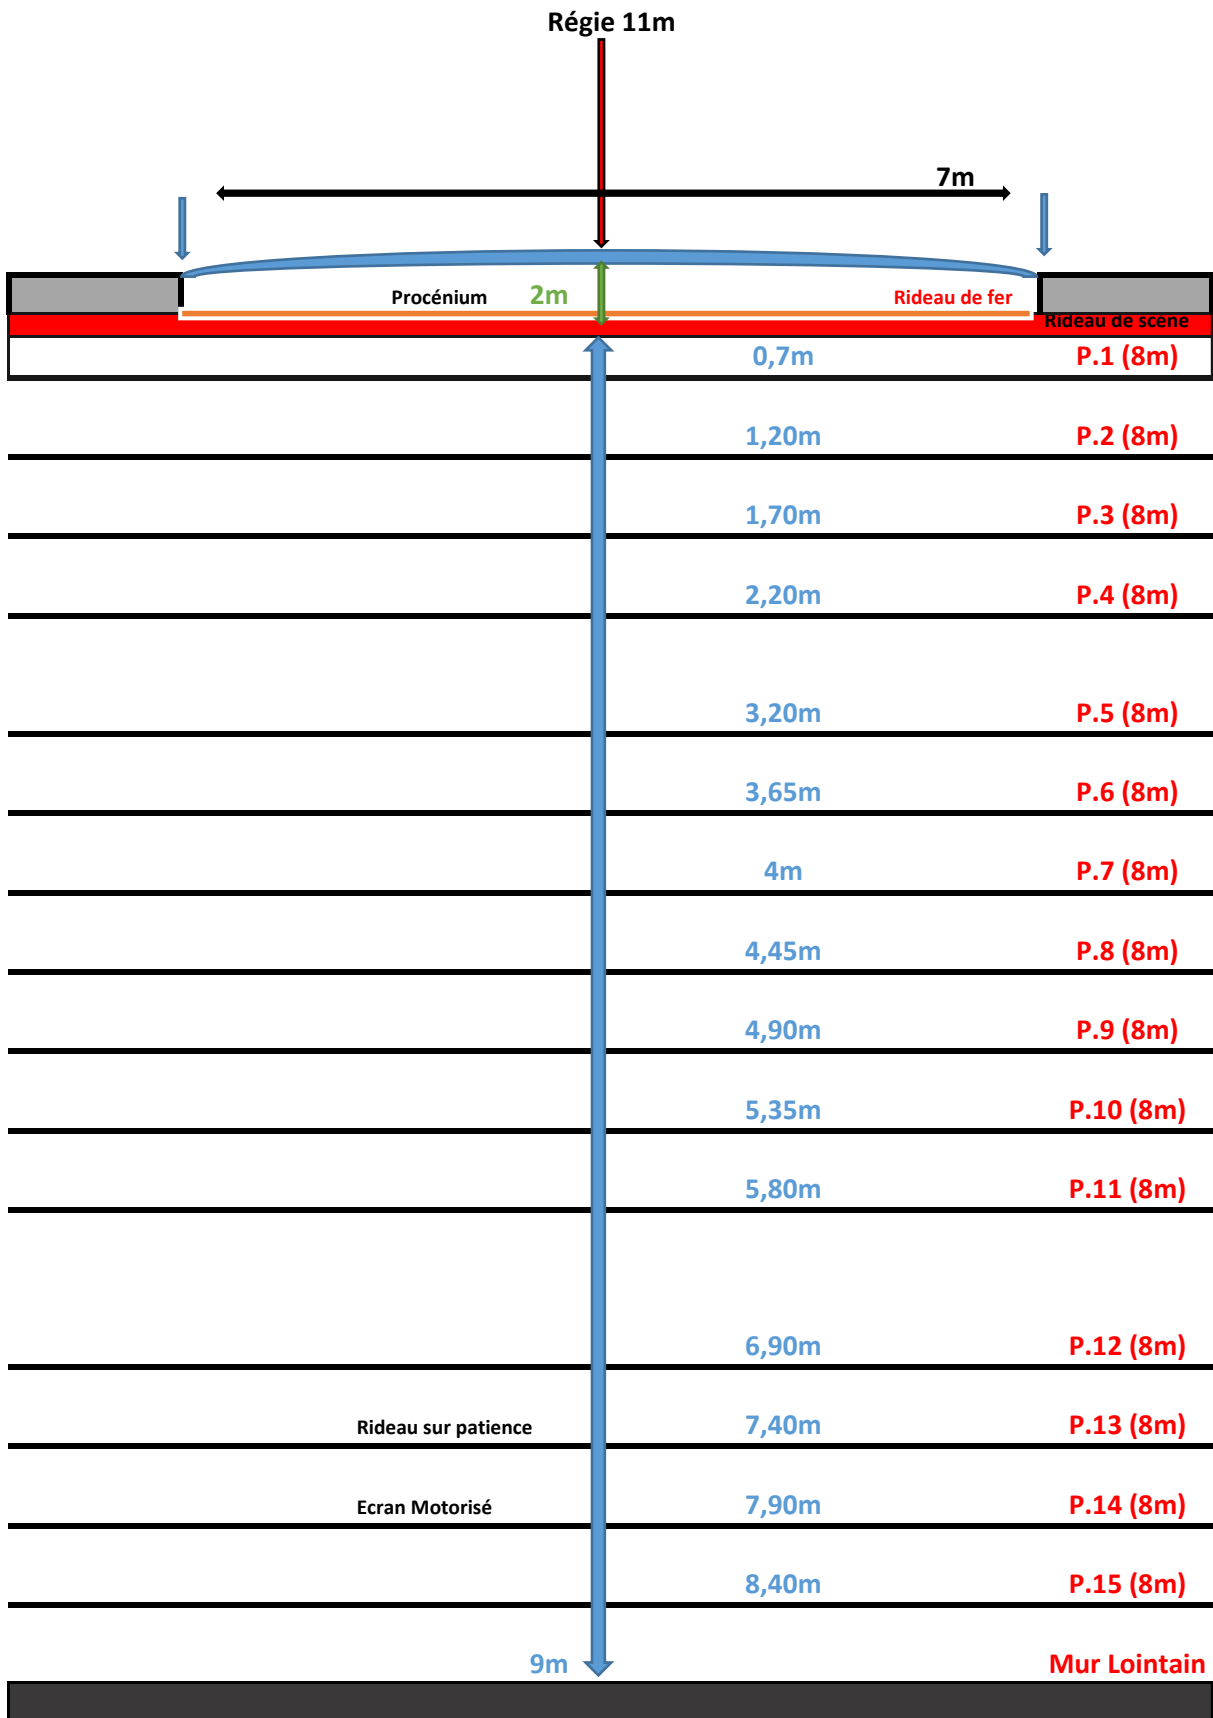 Régie 11m
7m
Procénium 2m Rideau de fer
Rideau de scène
0,7m P.1 (8m)
1,20m P.2 (8m)
1,70m P.3 (8m)
2,20m P.4 (8m)
3,20m P.5 (8m)
3,65m P.6 (8m)
4m P.7 (8m)
4,45m P.8 (8m)
4,90m P.9 (8m)
5,35m P.10 (8m)
5,80m P.11 (8m)
6,90m P.12 (8m)
Rideau sur patience 7,40m P.13 (8m)
Ecran Motorisé 7,90m P.14 (8m)
8,40m P.15 (8m)
9m Mur Lointain